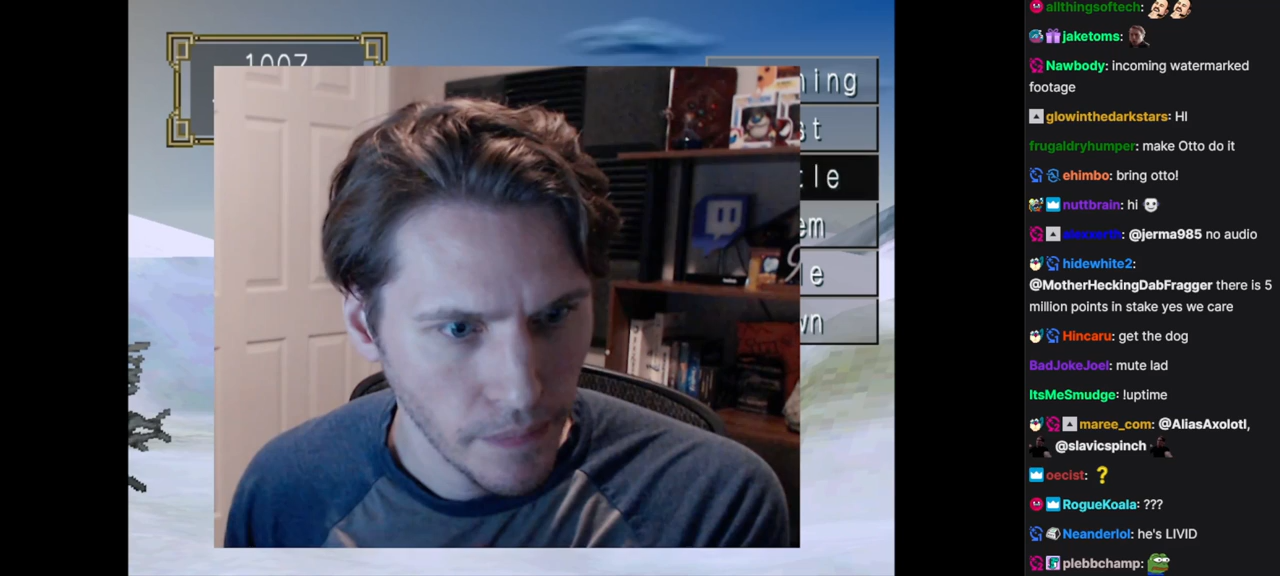 1007
ning
st
tle
em
le
wn
allthingsoftech:
jaketoms:
Nawbody: incoming watermarked
footage
glowinthedarkstars: HI
frugaldryhumper: make Otto do it
ehimbo: bring otto!
nuttbrain: hi
@jerma985 no audio
hidewhite2:
@MotherHeckingDabFragger there is 5
million points in stake yes we care
Hincaru: get the dog
BadJokeJoel: mute lad
ItsMeSmudge: !uptime
maree_com: @AliasAxolotl,
@slavicspinch
oecist: ?
RogueKoala: ???
Neanderlol: he's LIVID
plebbchamp: